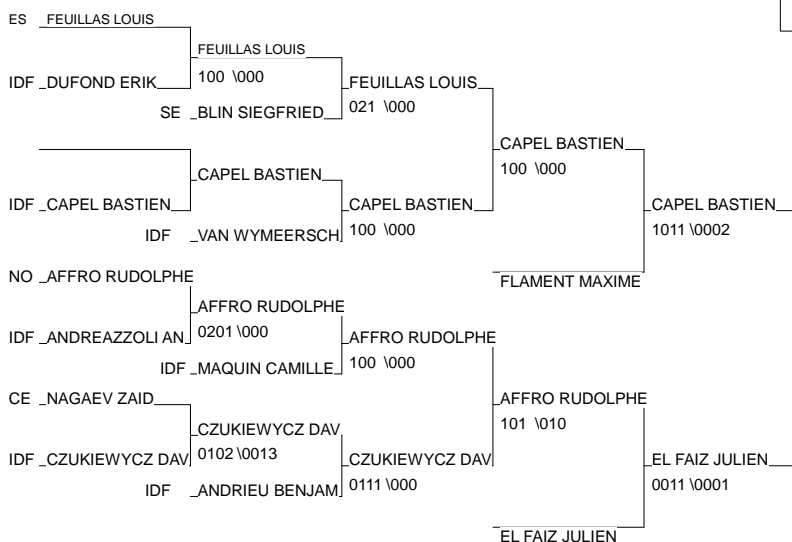 ES FEUILLAS LOUIS
FEUILLAS LOUIS
IDF DUFOND ERIK
100 \000
FEUILLAS LOUIS
SE BLIN SIEGFRIED
021 \000
CAPEL BASTIEN
100 \000
CAPEL BASTIEN
IDF CAPEL BASTIEN
CAPEL BASTIEN
CAPEL BASTIEN
IDF VAN WYMEERSCH
100 \000
1011 \0002
NO AFFRO RUDOLPHE
FLAMENT MAXIME
AFFRO RUDOLPHE
IDF ANDREAZZOLI AN
0201 \000
AFFRO RUDOLPHE
IDF MAQUIN CAMILLE
100 \000
CE NAGAEV ZAID
AFFRO RUDOLPHE
101 \010
CZUKIEWYCZ DAV
IDF CZUKIEWYCZ DAV
0102 \0013
CZUKIEWYCZ DAV
EL FAIZ JULIEN
IDF ANDRIEU BENJAM
0111 \000
0011 \0001
EL FAIZ JULIEN